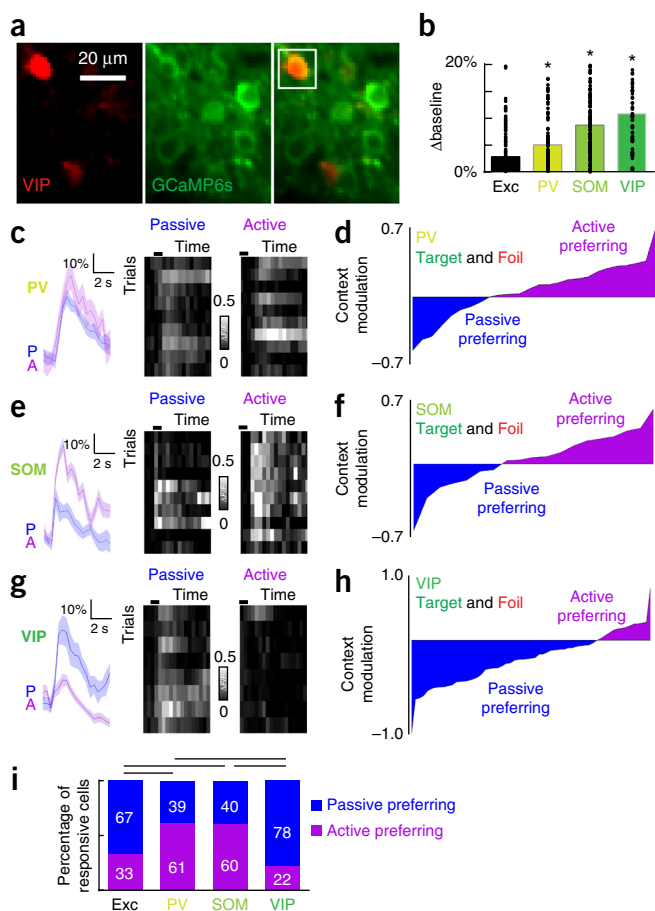 a
20 μm
VIP
GCaMP6s
b
20%
Δbaseline
0%
* * *
Exc PV SOM VIP
c
10%
2 s
PV
P
A
Passive Active
Time Time
Trials
0.5
ΔF/F
0
d
0.7
PV
Target and Foil
Active preferring
Context modulation
Passive preferring
–0.7
e
10%
2 s
SOM
P
A
Passive Active
Time Time
Trials
0.5
ΔF/F
0
f
0.7
SOM
Target and Foil
Active preferring
Context modulation
Passive preferring
–0.7
g
10%
2 s
VIP
P
A
Passive Active
Time Time
Trials
0.5
ΔF/F
0
h
1.0
VIP
Target and Foil
Active preferring
Context modulation
Passive preferring
–1.0
i
Percentage of responsive cells
67 39 40 78
33 61 60 22
Exc PV SOM VIP
Passive preferring
Active preferring